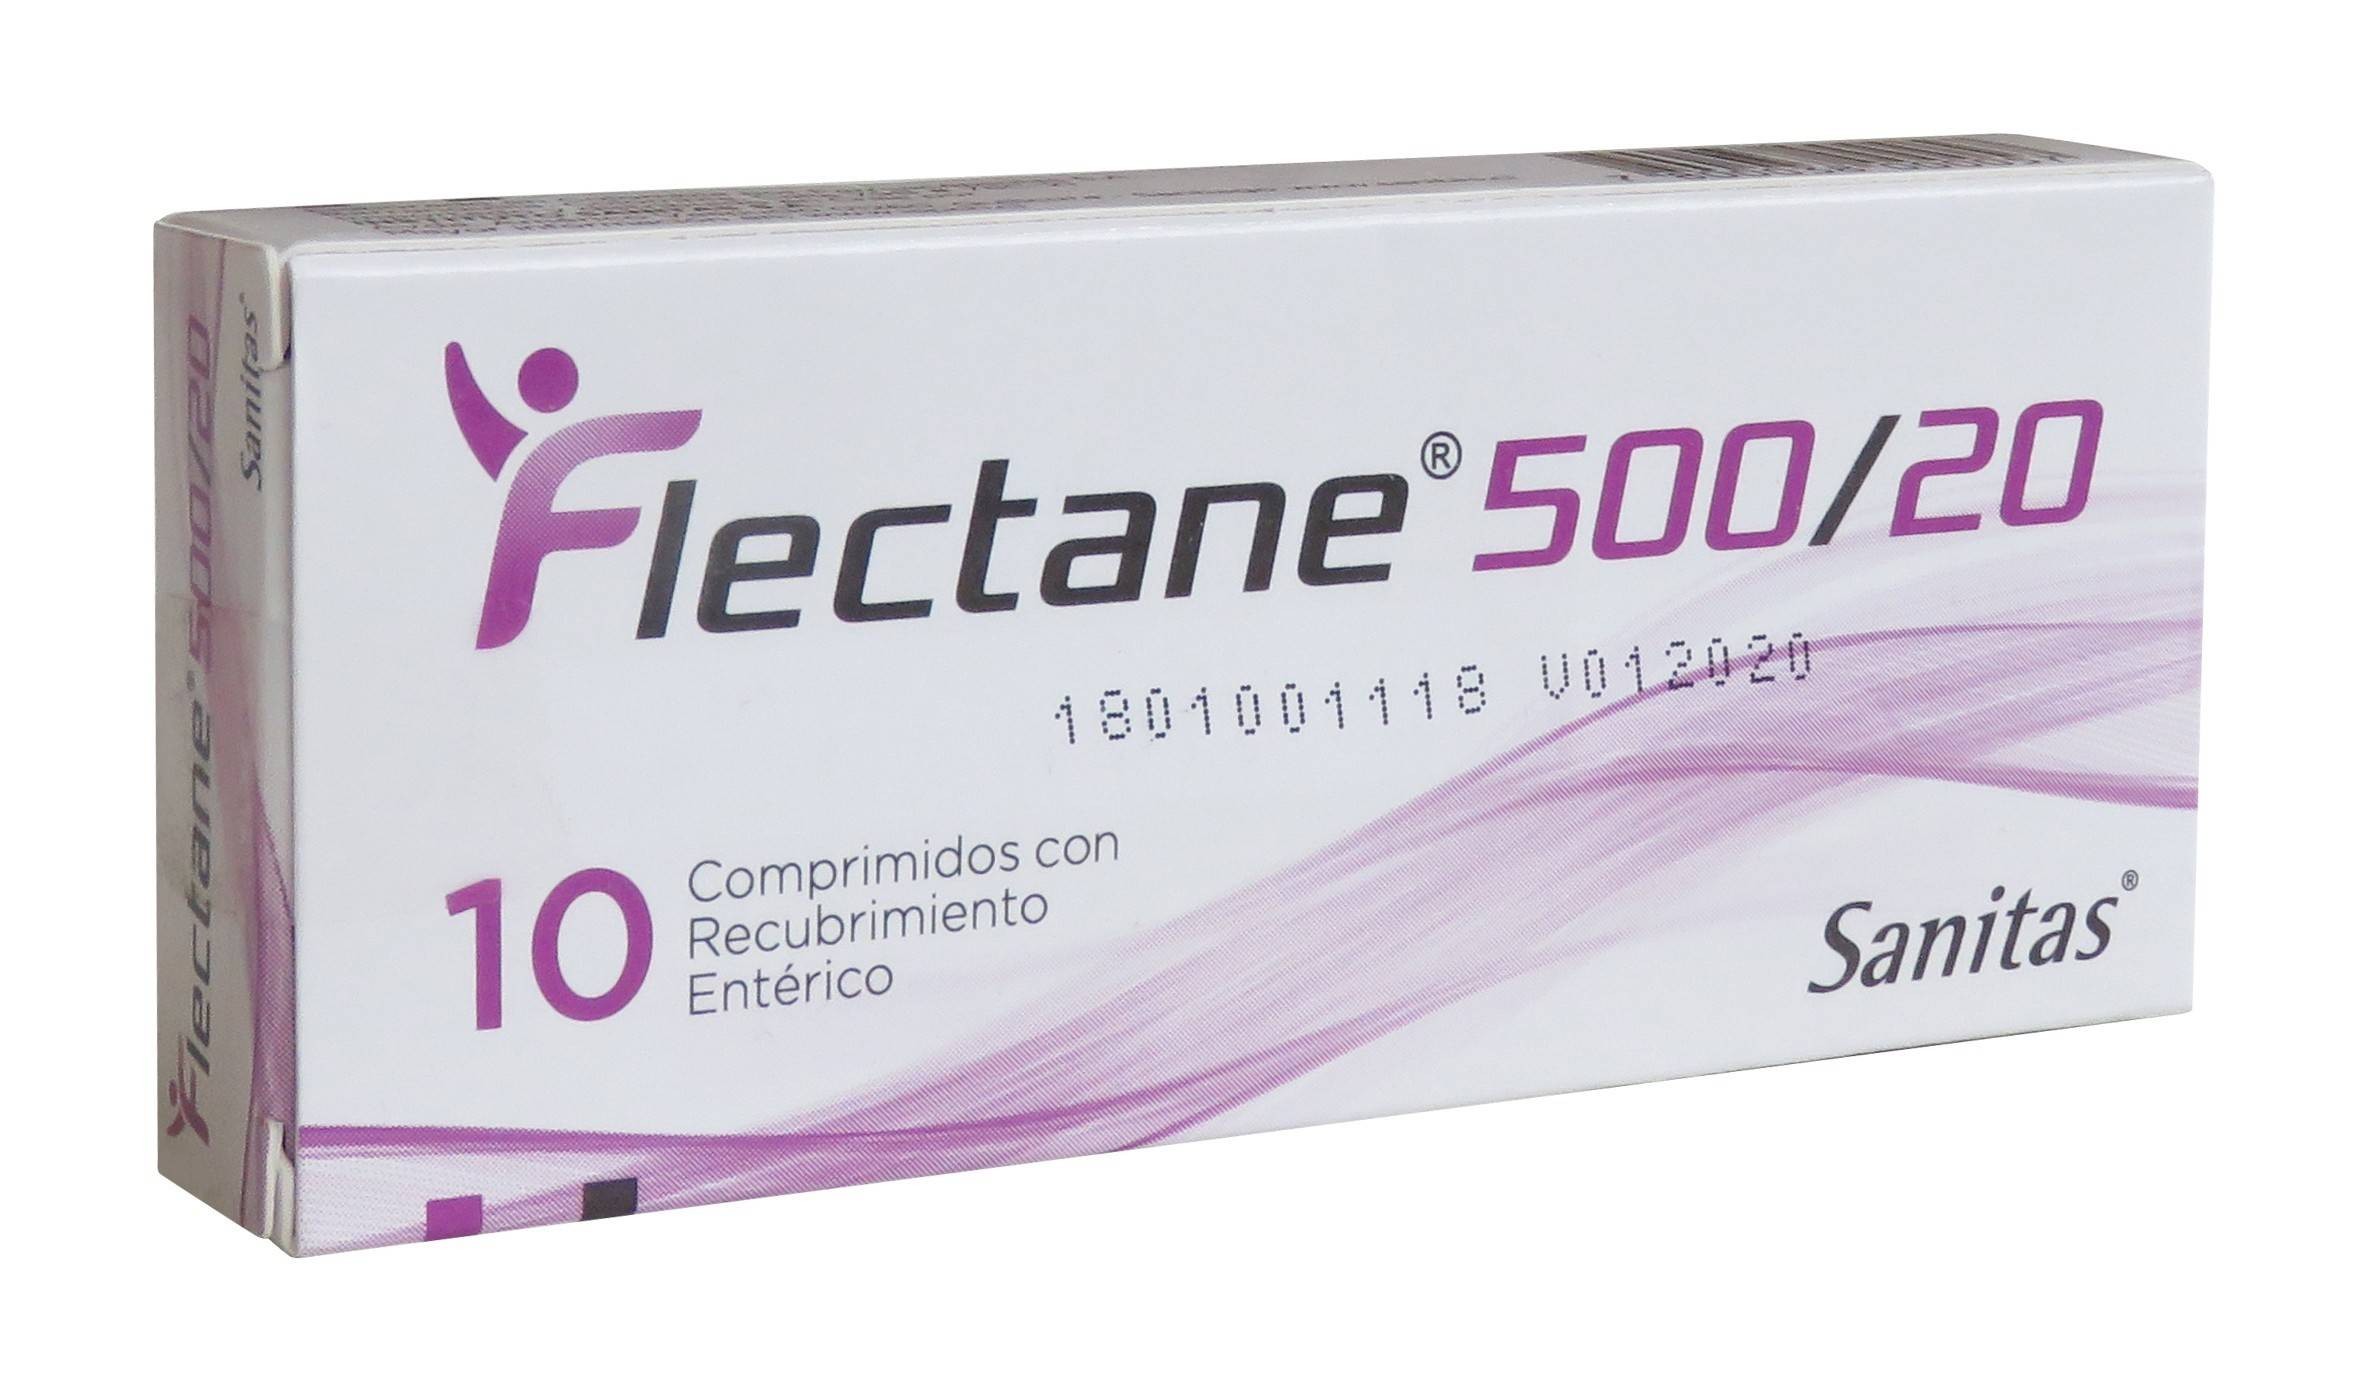 Flectane® 500/20
1801001118 V012020
10
Comprimidos con
Recubrimiento
Entérico
Sanitas®
Flectane® 500/20
Sanitas®